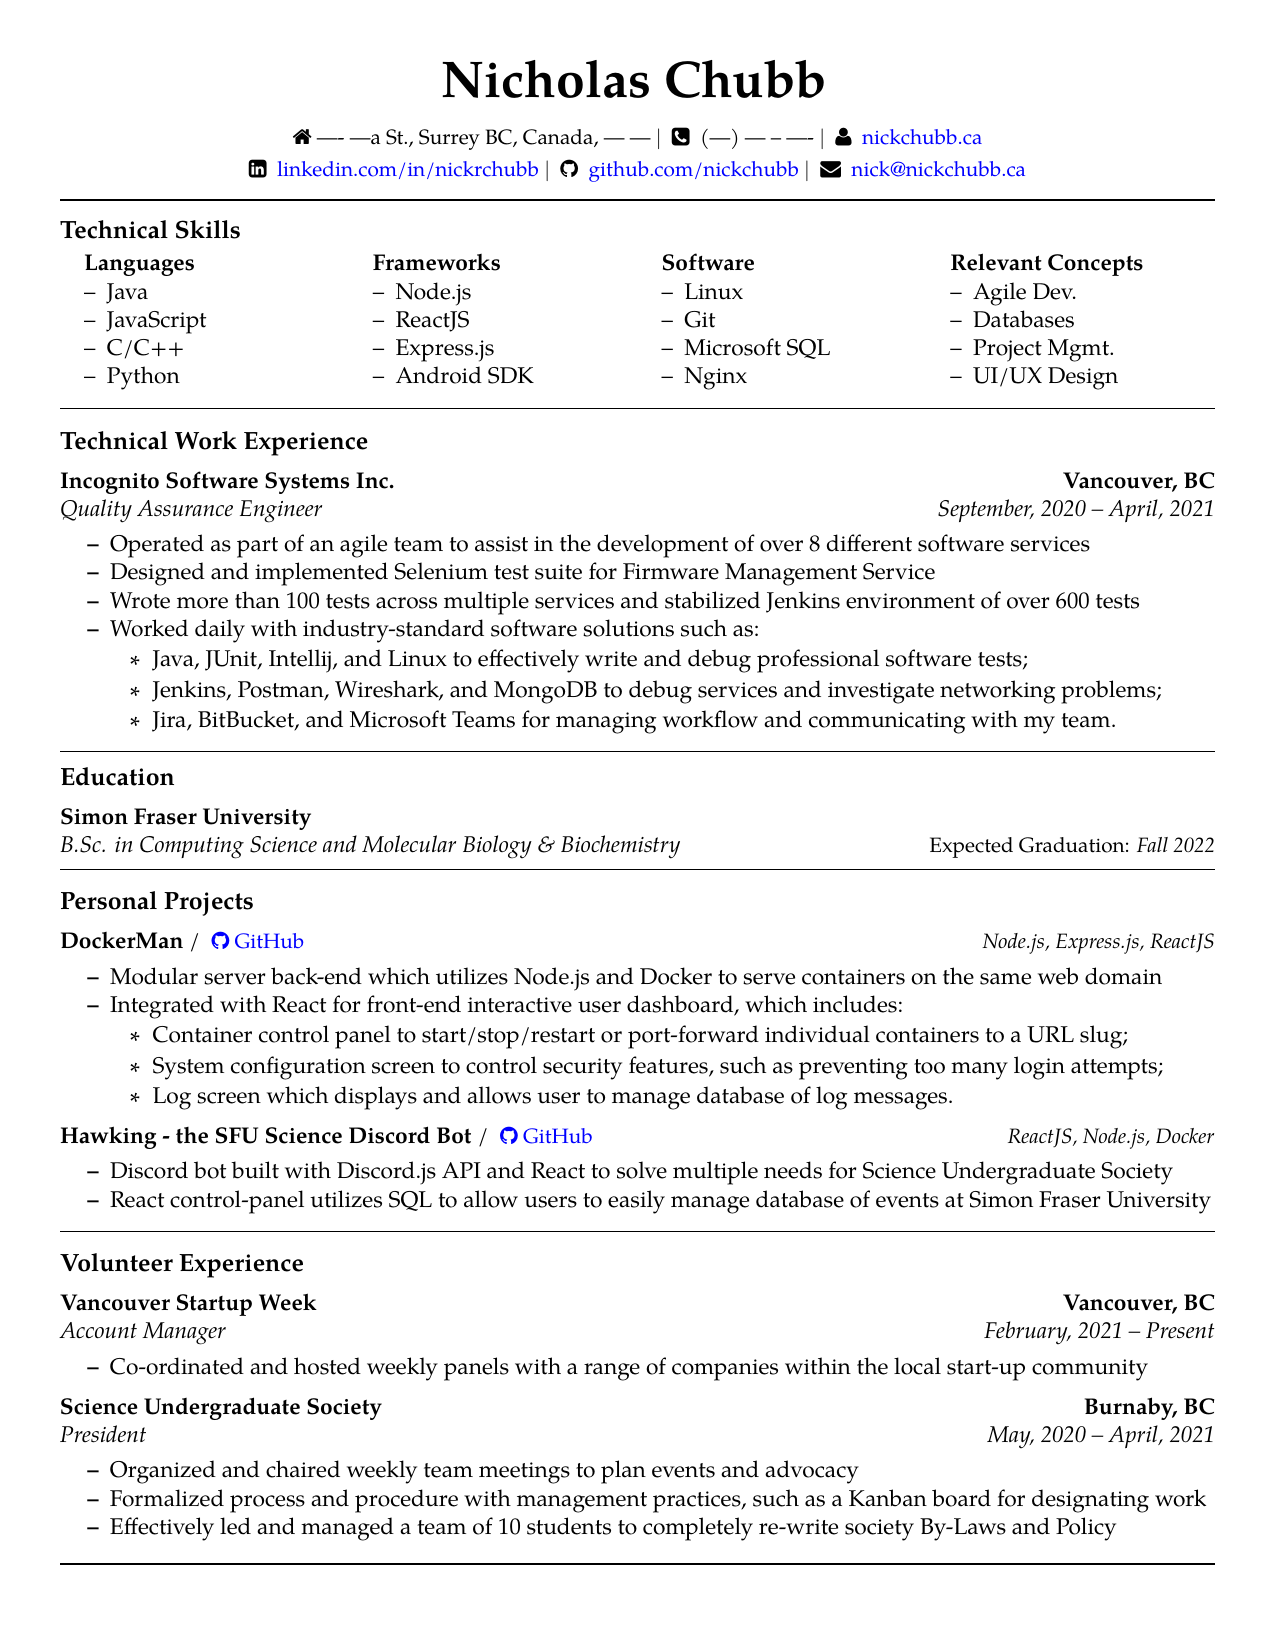 Nicholas Chubb
—- —a St., Surrey BC, Canada, — — | (—) — – —- | nickchubb.ca
linkedin.com/in/nickrchubb | github.com/nickchubb | nick@nickchubb.ca
Technical Skills
Languages Frameworks Software Relevant Concepts
– Java – Node.js – Linux – Agile Dev.
– JavaScript – ReactJS – Git – Databases
– C/C++ – Express.js – Microsoft SQL – Project Mgmt.
– Python – Android SDK – Nginx – UI/UX Design
Technical Work Experience
Incognito Software Systems Inc. Vancouver, BC
Quality Assurance Engineer September, 2020 – April, 2021
– Operated as part of an agile team to assist in the development of over 8 different software services
– Designed and implemented Selenium test suite for Firmware Management Service
– Wrote more than 100 tests across multiple services and stabilized Jenkins environment of over 600 tests
– Worked daily with industry-standard software solutions such as:
* Java, JUnit, Intellij, and Linux to effectively write and debug professional software tests;
* Jenkins, Postman, Wireshark, and MongoDB to debug services and investigate networking problems;
* Jira, BitBucket, and Microsoft Teams for managing workflow and communicating with my team.
Education
Simon Fraser University
B.Sc. in Computing Science and Molecular Biology & Biochemistry Expected Graduation: Fall 2022
Personal Projects
DockerMan / GitHub Node.js, Express.js, ReactJS
– Modular server back-end which utilizes Node.js and Docker to serve containers on the same web domain
– Integrated with React for front-end interactive user dashboard, which includes:
* Container control panel to start/stop/restart or port-forward individual containers to a URL slug;
* System configuration screen to control security features, such as preventing too many login attempts;
* Log screen which displays and allows user to manage database of log messages.
Hawking - the SFU Science Discord Bot / GitHub ReactJS, Node.js, Docker
– Discord bot built with Discord.js API and React to solve multiple needs for Science Undergraduate Society
– React control-panel utilizes SQL to allow users to easily manage database of events at Simon Fraser University
Volunteer Experience
Vancouver Startup Week Vancouver, BC
Account Manager February, 2021 – Present
– Co-ordinated and hosted weekly panels with a range of companies within the local start-up community
Science Undergraduate Society Burnaby, BC
President May, 2020 – April, 2021
– Organized and chaired weekly team meetings to plan events and advocacy
– Formalized process and procedure with management practices, such as a Kanban board for designating work
– Effectively led and managed a team of 10 students to completely re-write society By-Laws and Policy